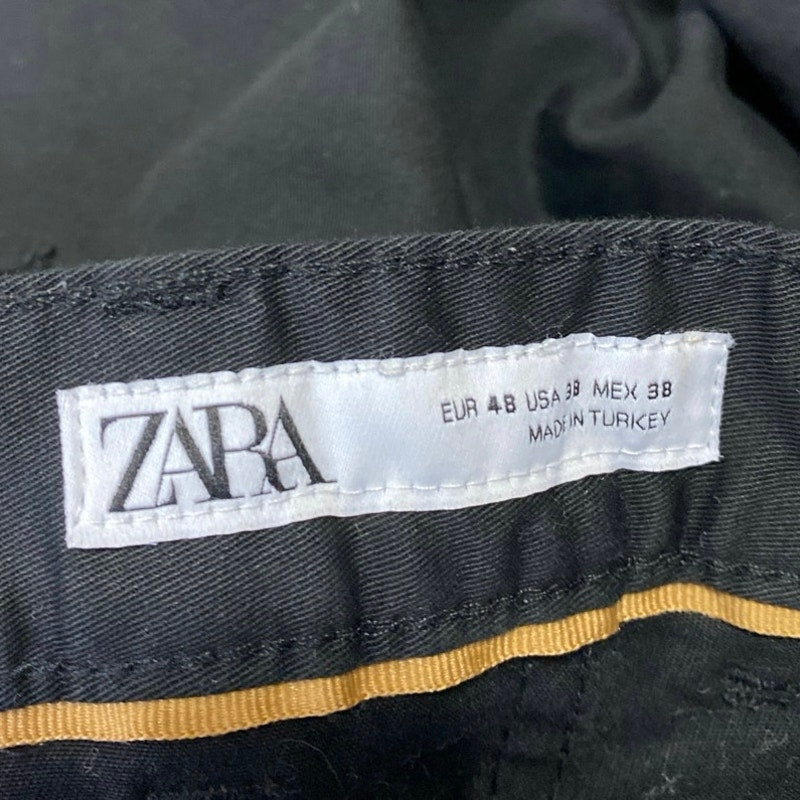 ZARA
EUR 48 USA 38 MEX 38
MADE IN TURKEY